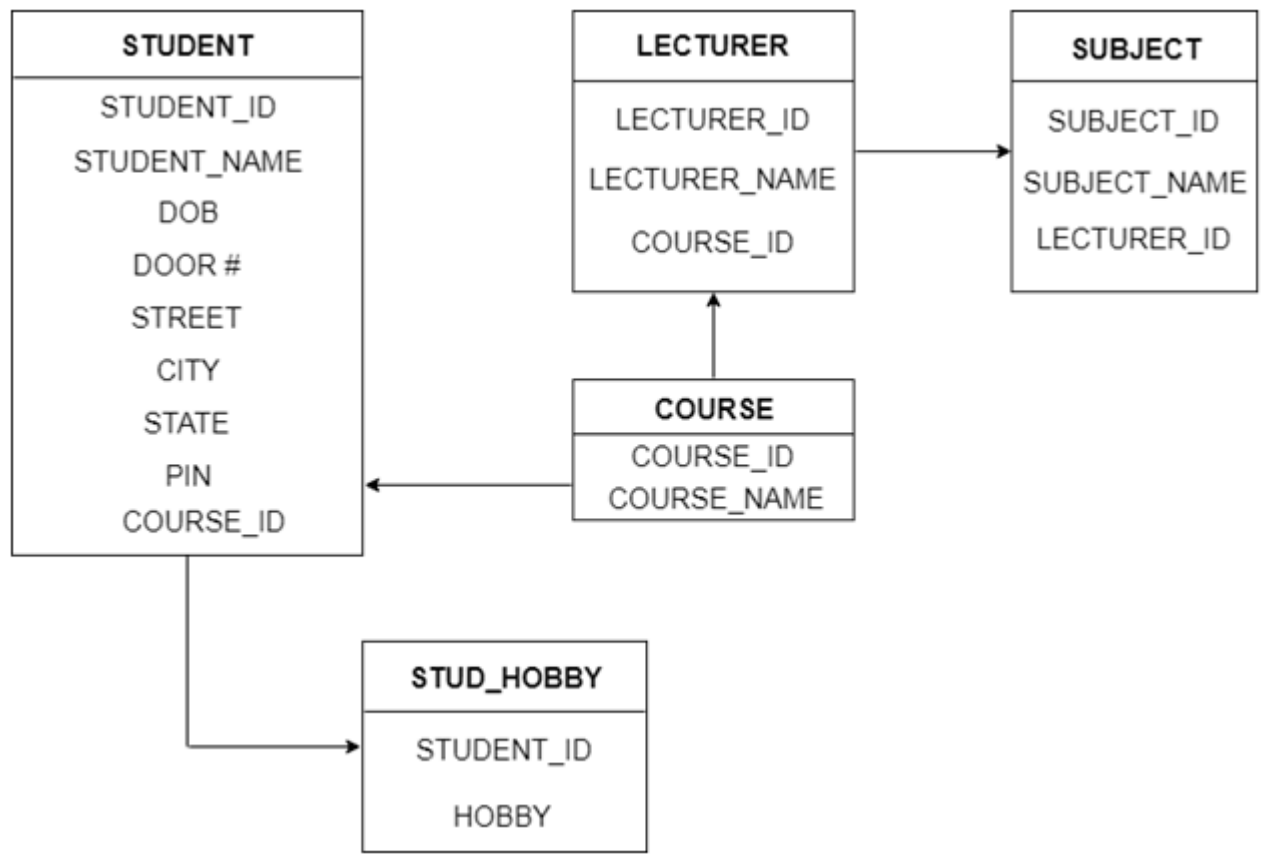 STUDENT
STUDENT_ID
STUDENT_NAME
DOB
DOOR #
STREET
CITY
STATE
PIN
COURSE_ID
LECTURER
LECTURER_ID
LECTURER_NAME
COURSE_ID
SUBJECT
SUBJECT_ID
SUBJECT_NAME
LECTURER_ID
COURSE
COURSE_ID
COURSE_NAME
STUD_HOBBY
STUDENT_ID
HOBBY